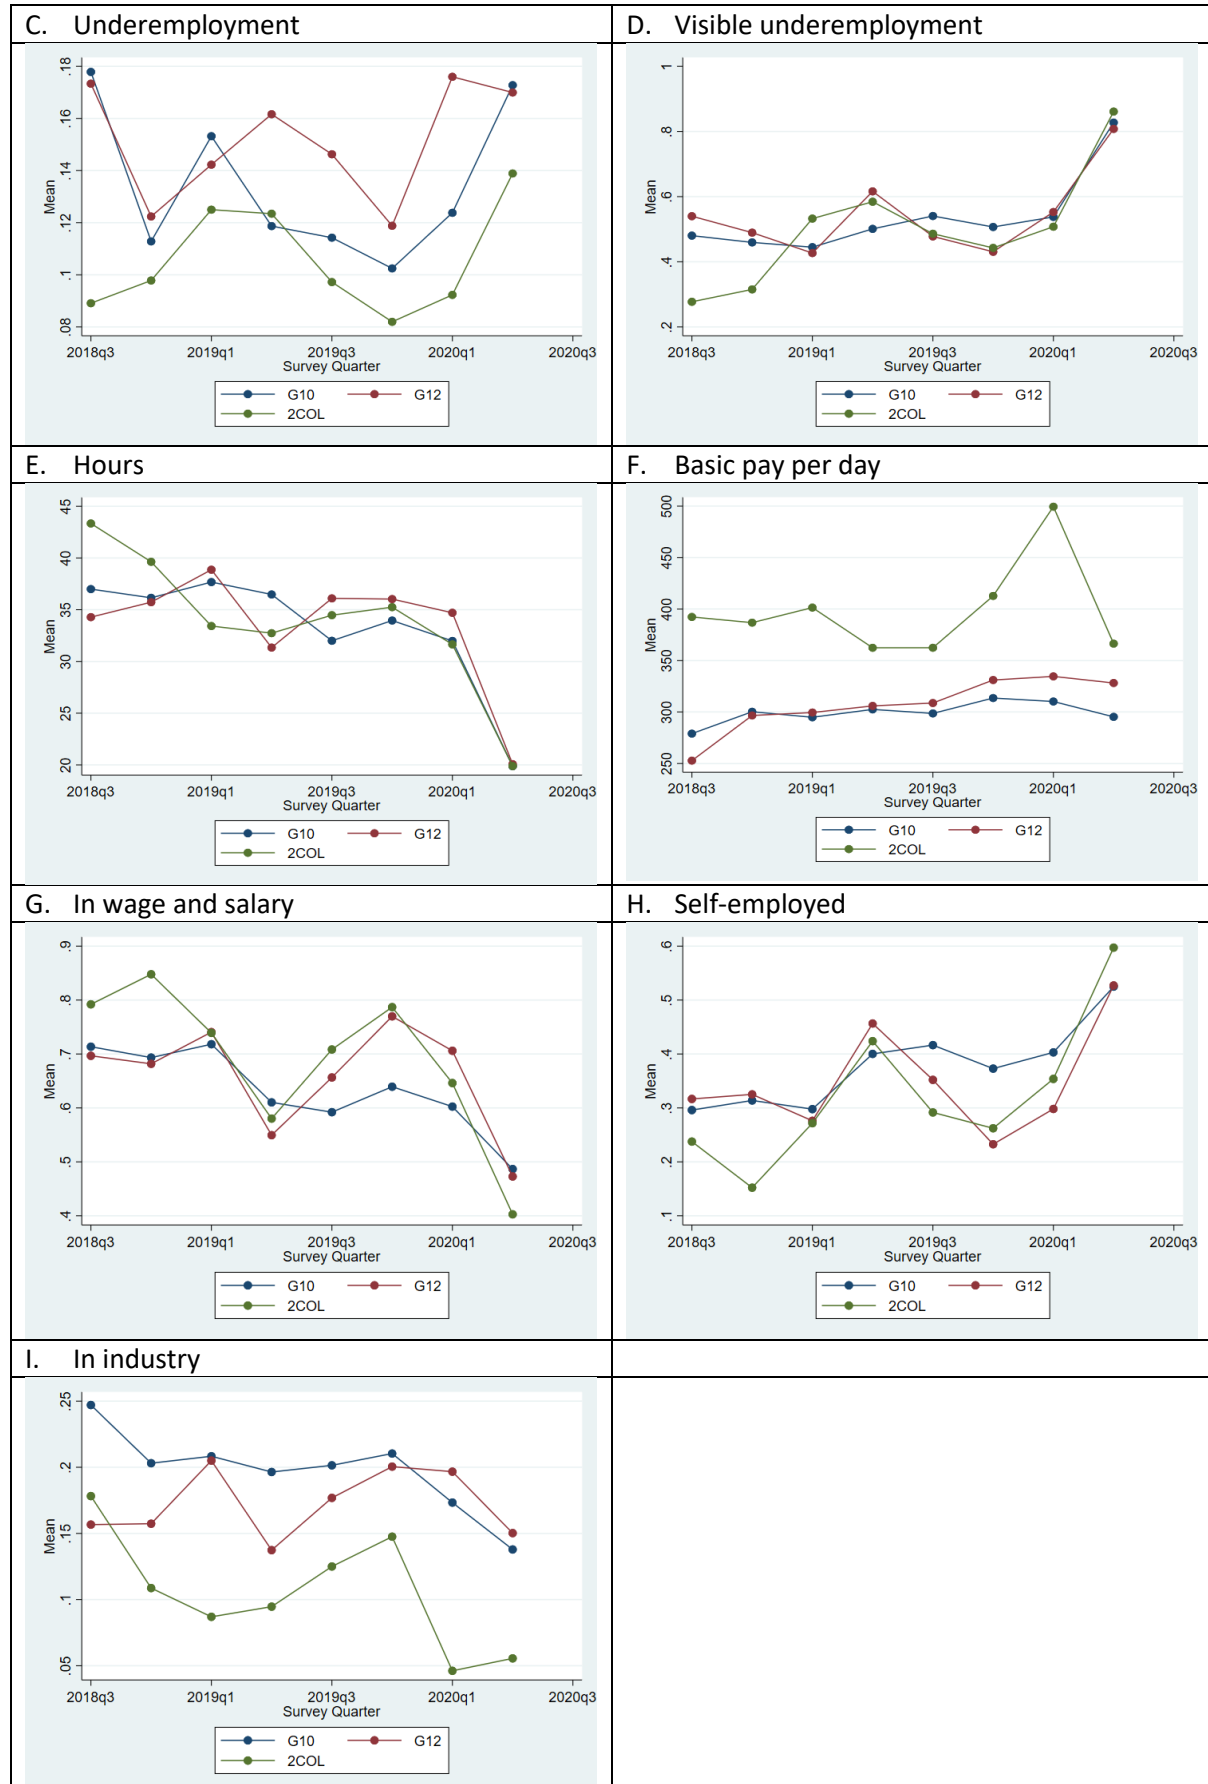 C. Underemployment
D. Visible underemployment
.18
.16
.14
.12
.1
.08
Mean
2018q3 2019q1 2019q3 2020q1 2020q3
Survey Quarter
G10 G12
2COL
1
.8
.6
.4
.2
Mean
2018q3 2019q1 2019q3 2020q1 2020q3
Survey Quarter
G10 G12
2COL
E. Hours
F. Basic pay per day
45
40
35
30
25
20
Mean
2018q3 2019q1 2019q3 2020q1 2020q3
Survey Quarter
G10 G12
2COL
500
450
400
350
300
250
Mean
2018q3 2019q1 2019q3 2020q1 2020q3
Survey Quarter
G10 G12
2COL
G. In wage and salary
H. Self-employed
.9
.8
.7
.6
.5
.4
Mean
2018q3 2019q1 2019q3 2020q1 2020q3
Survey Quarter
G10 G12
2COL
.6
.5
.4
.3
.2
.1
Mean
2018q3 2019q1 2019q3 2020q1 2020q3
Survey Quarter
G10 G12
2COL
I. In industry
.25
.2
.15
.1
.05
Mean
2018q3 2019q1 2019q3 2020q1 2020q3
Survey Quarter
G10 G12
2COL